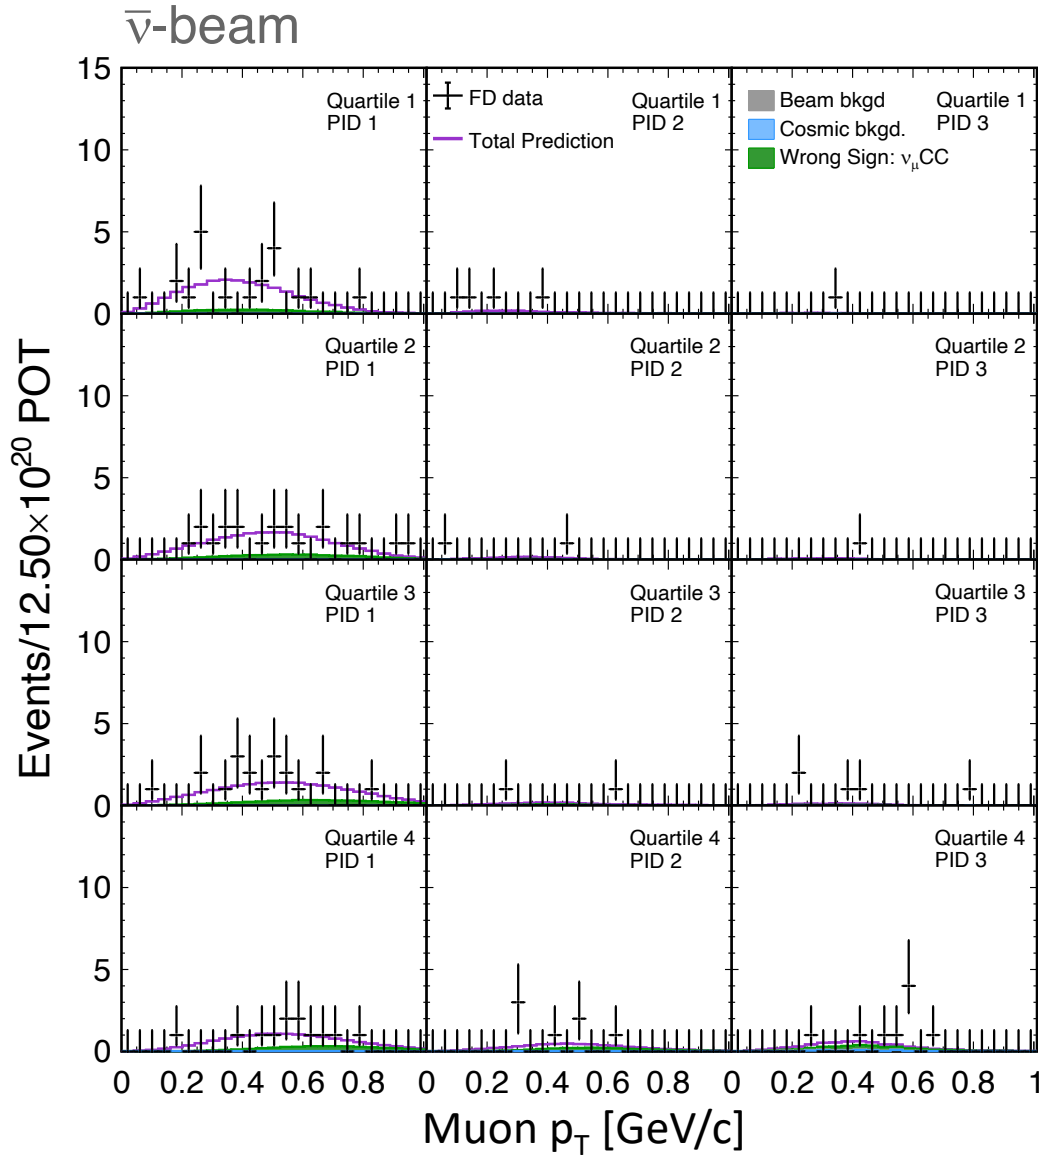 ν̅-beam
Events/12.50×10²⁰ POT
15
10
5
0
Quartile 1
PID 1
FD data
Total Prediction
Quartile 1
PID 2
Beam bkgd
Cosmic bkgd.
Wrong Sign: νμCC
Quartile 1
PID 3
10
5
0
Quartile 2
PID 1
Quartile 2
PID 2
Quartile 2
PID 3
10
5
0
Quartile 3
PID 1
Quartile 3
PID 2
Quartile 3
PID 3
10
5
0
Quartile 4
PID 1
Quartile 4
PID 2
Quartile 4
PID 3
0 0.2 0.4 0.6 0.8 0 0.2 0.4 0.6 0.8 0 0.2 0.4 0.6 0.8 1
Muon pT [GeV/c]